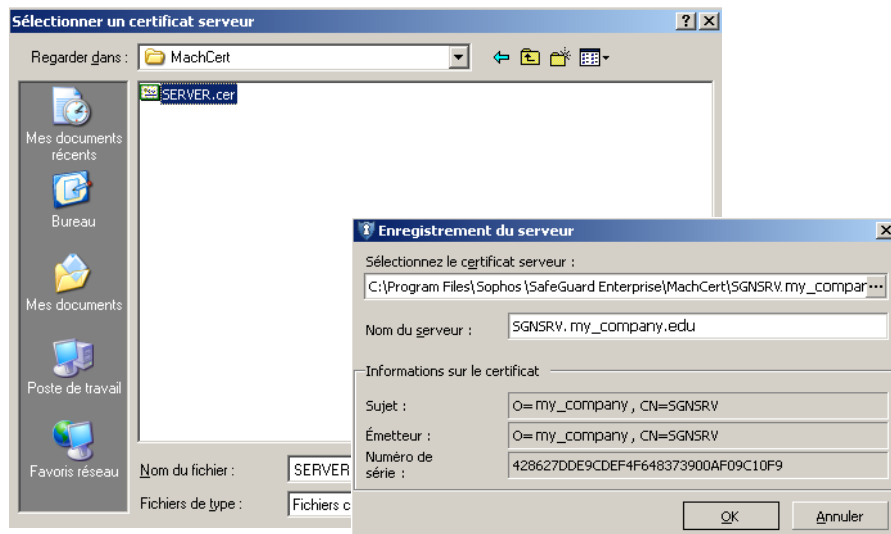 Sélectionner un certificat serveur
Regarder dans :
MachCert
SERVER.cer
Mes documents
récents
Bureau
Mes documents
Poste de travail
Favoris réseau
Nom du fichier :
SERVER
Fichiers de type :
Fichiers c
Enregistrement du serveur
Sélectionnez le certificat serveur :
C:\Program Files\Sophos \SafeGuard Enterprise\MachCert\SGNSRV.my_compar...
Nom du serveur :
SGNSRV. my_company.edu
Informations sur le certificat
Sujet :
O= my_company , CN=SGNSRV
Émetteur :
O= my_company , CN=SGNSRV
Numéro de
série :
428627DDE9CDEF4F648373900AF09C10F9
OK
Annuler